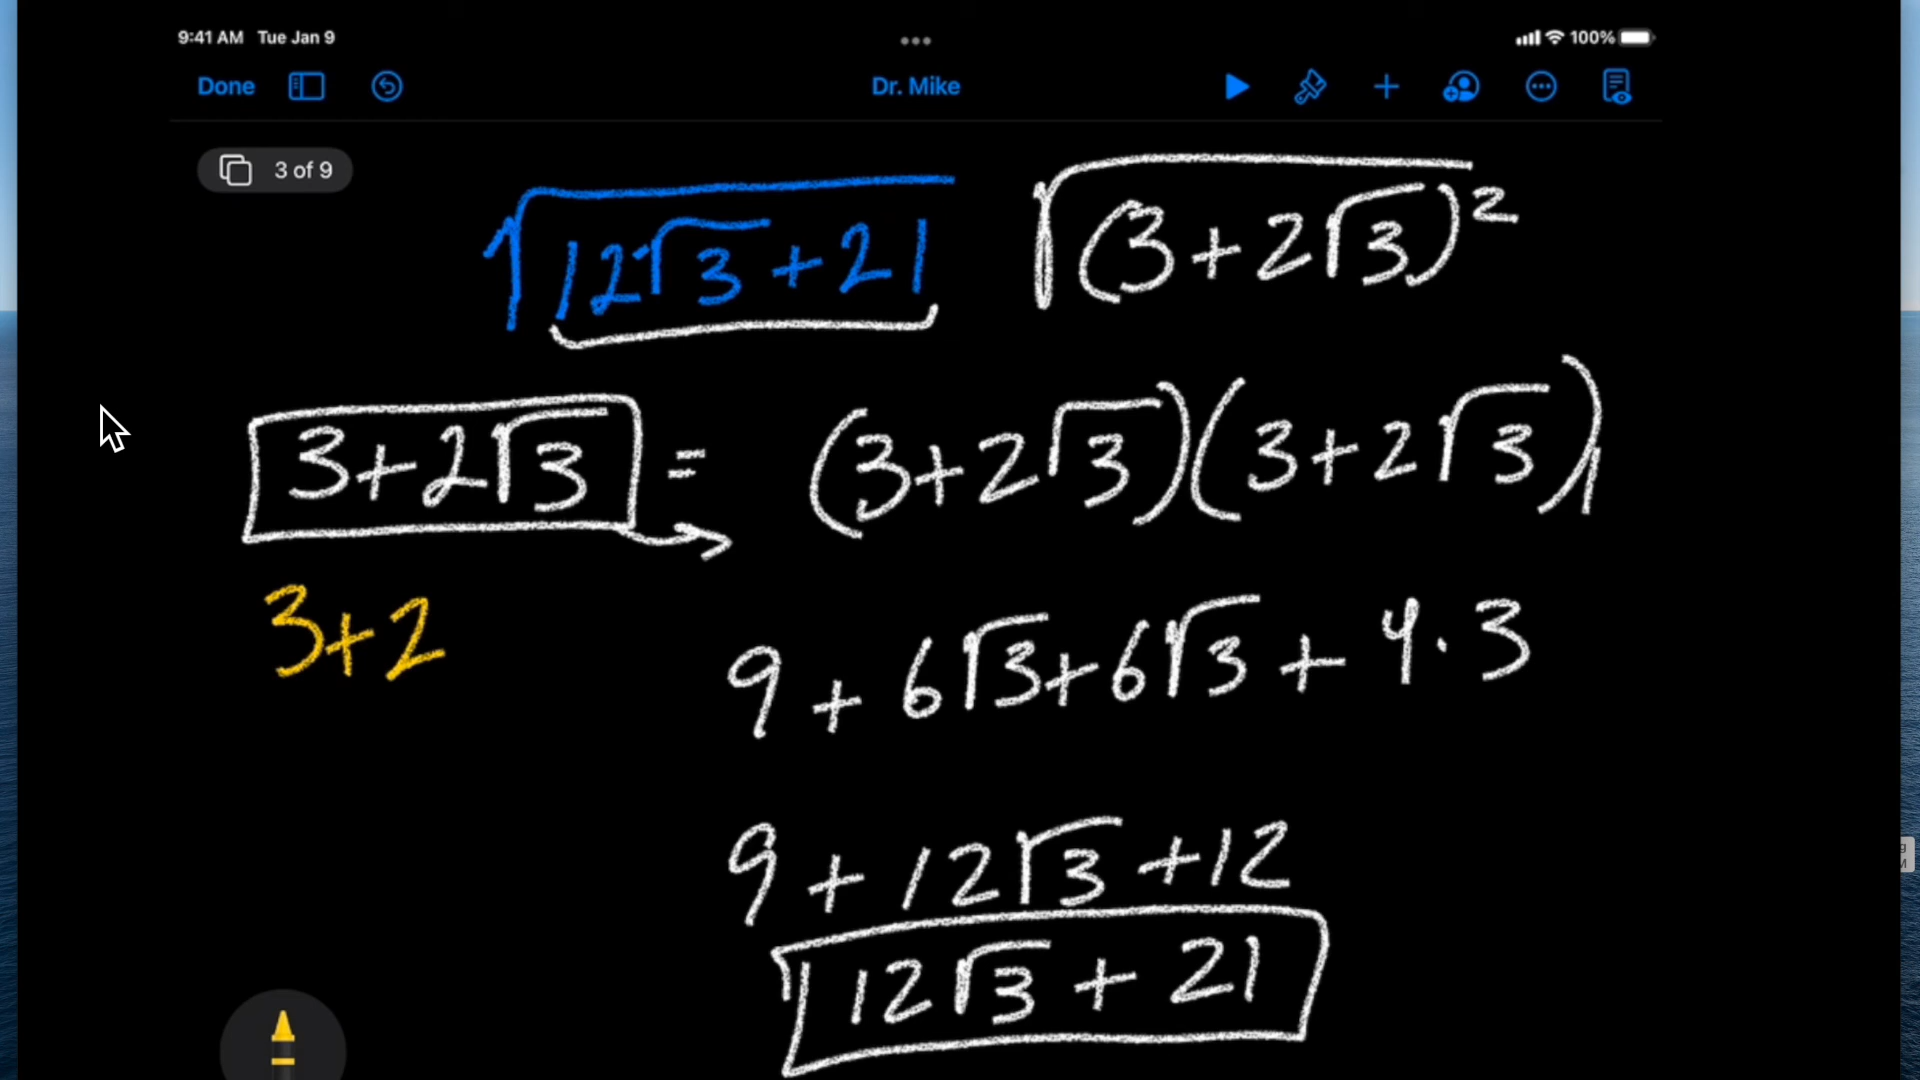 9:41 AM Tue Jan 9
100%
Done
Dr. Mike
3 of 9
√(12√3 + 21) √((3 + 2√3)²)
3+2√3 = (3+2√3)(3+2√3)
3+2
9 + 6√3 + 6√3 + 4·3
9 + 12√3 + 12
12√3 + 21